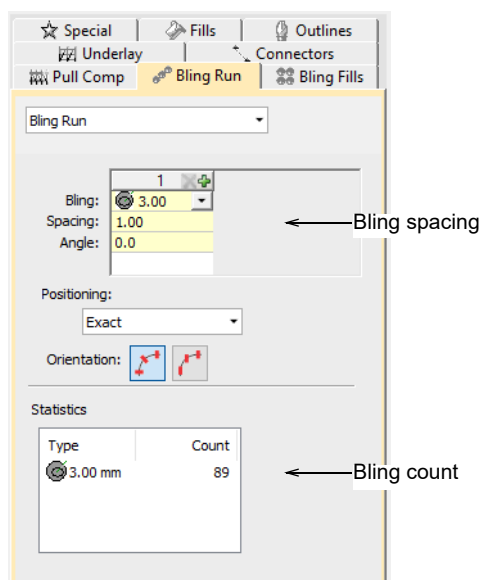 Special Fills Outlines
Underlay Connectors
Pull Comp Bling Run Bling Fills
Bling Run
1
Bling: 3.00
Spacing: 1.00 Bling spacing
Angle: 0.0
Positioning:
Exact
Orientation:
Statistics
Type Count
3.00 mm 89 Bling count